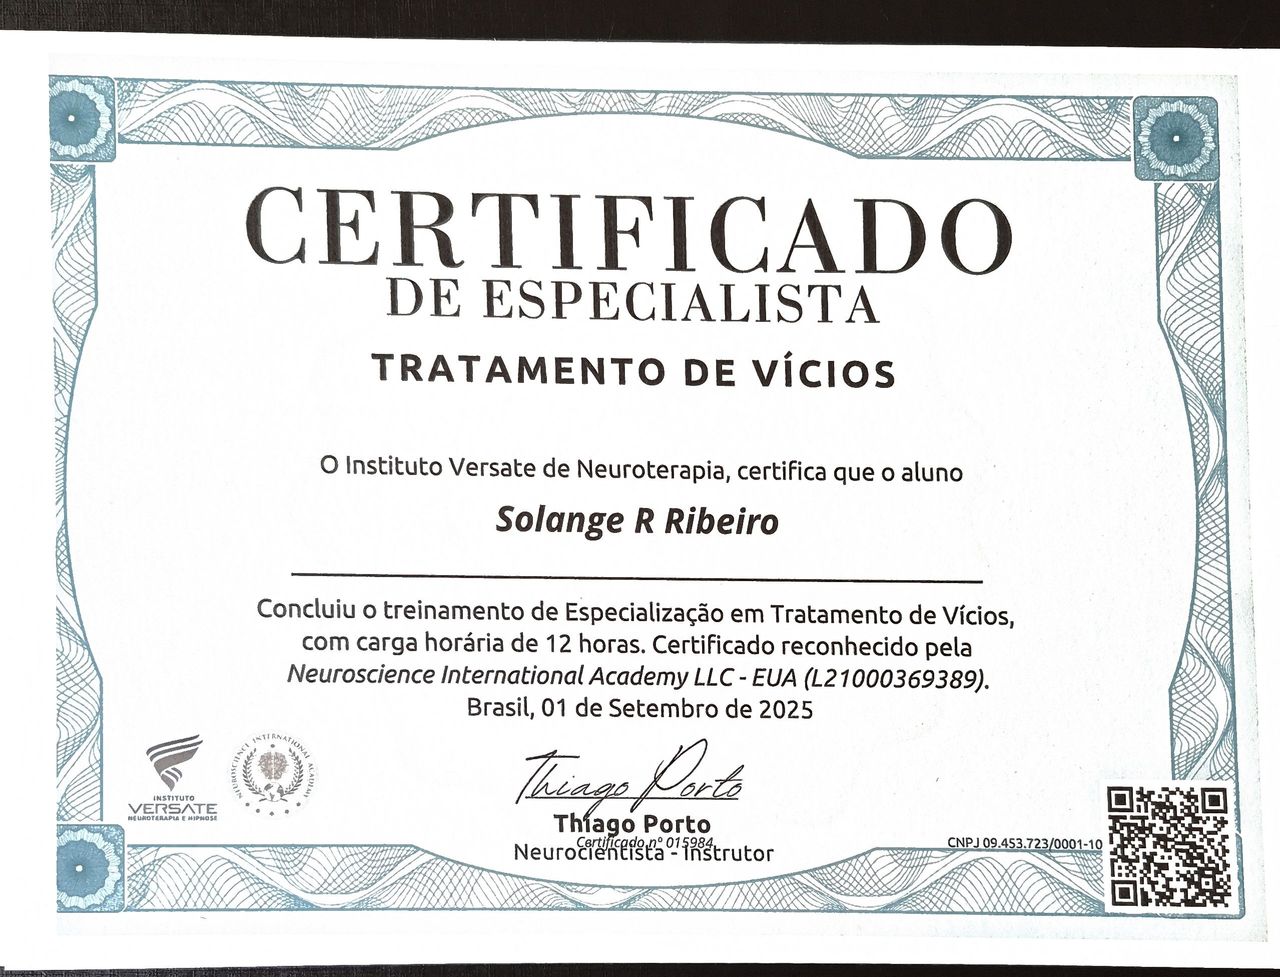 CERTIFICADO
DE ESPECIALISTA
TRATAMENTO DE VÍCIOS
O Instituto Versate de Neuroterapia, certifica que o aluno
Solange R Ribeiro
Concluiu o treinamento de Especialização em Tratamento de Vícios,
com carga horária de 12 horas. Certificado reconhecido pela
Neuroscience International Academy LLC - EUA (L21000369389).
Brasil, 01 de Setembro de 2025
Thiago Porto
Thiago Porto
Certificado nº 015984
Neurocientista - Instrutor
INSTITUTO
VERSATE
NEUROTERAPIA E HIPNOSE
NEUROSCIENCE INTERNATIONAL ACADEMY
CNPJ 09.453.723/0001-10